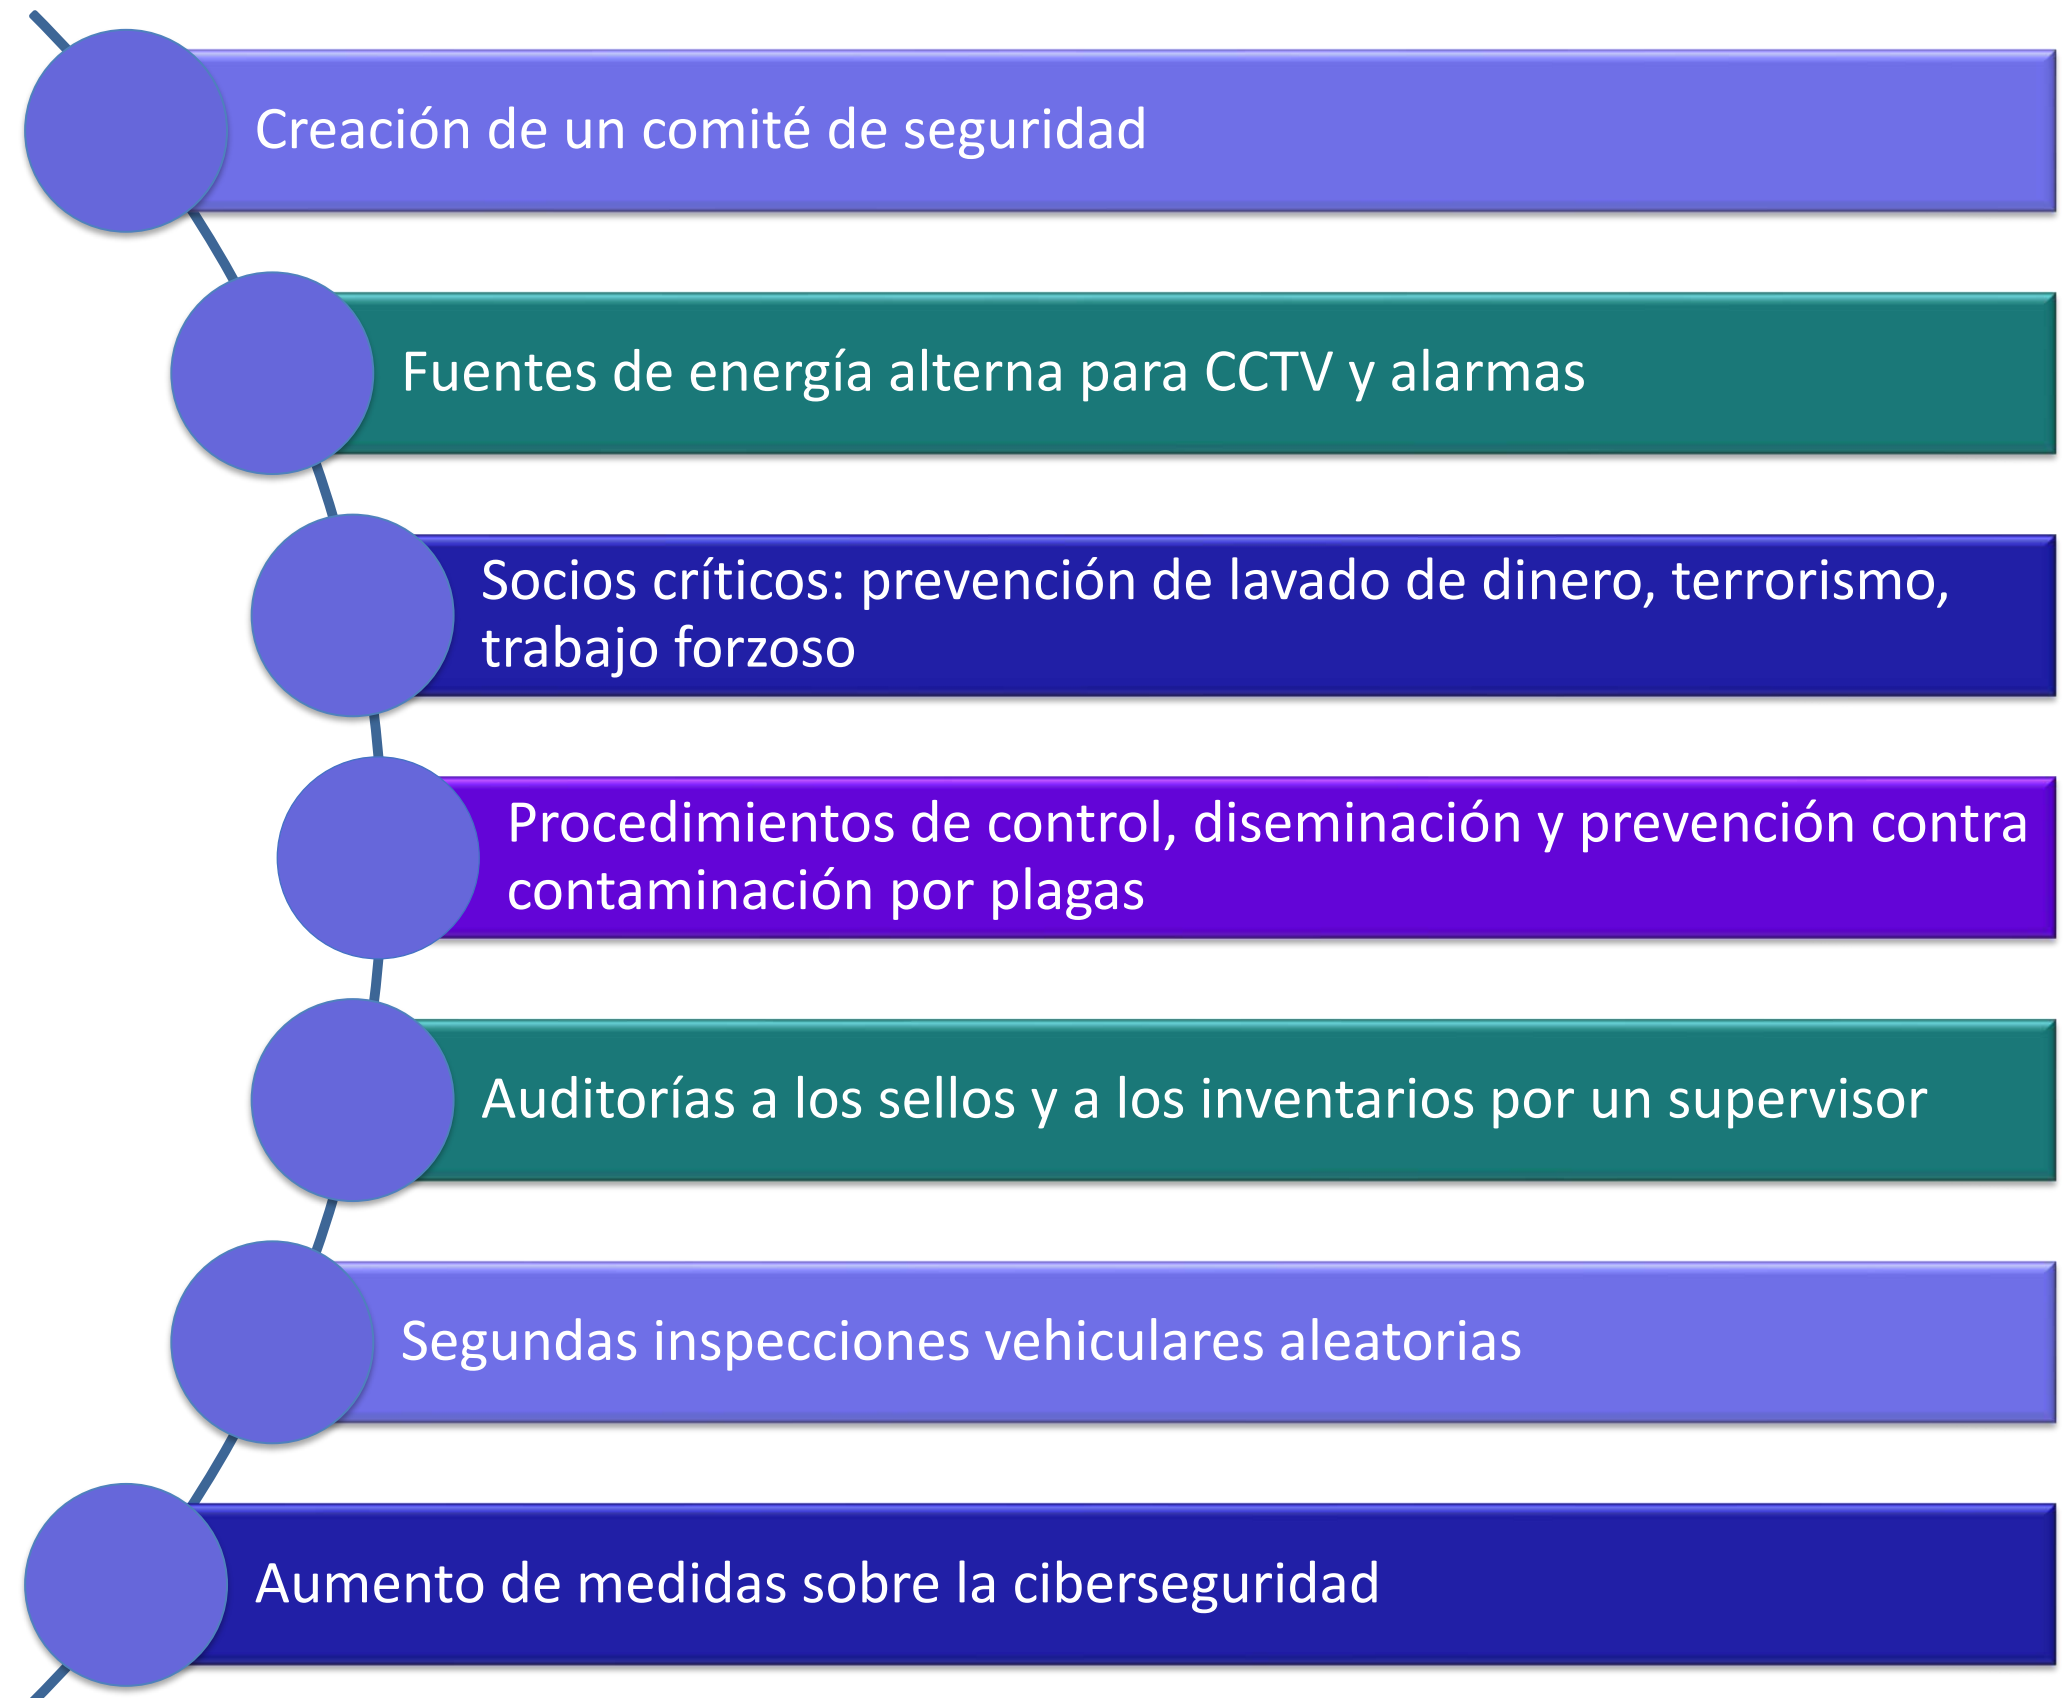 Creación de un comité de seguridad
Fuentes de energía alterna para CCTV y alarmas
Socios críticos: prevención de lavado de dinero, terrorismo,
trabajo forzoso
Procedimientos de control, diseminación y prevención contra
contaminación por plagas
Auditorías a los sellos y a los inventarios por un supervisor
Segundas inspecciones vehiculares aleatorias
Aumento de medidas sobre la ciberseguridad